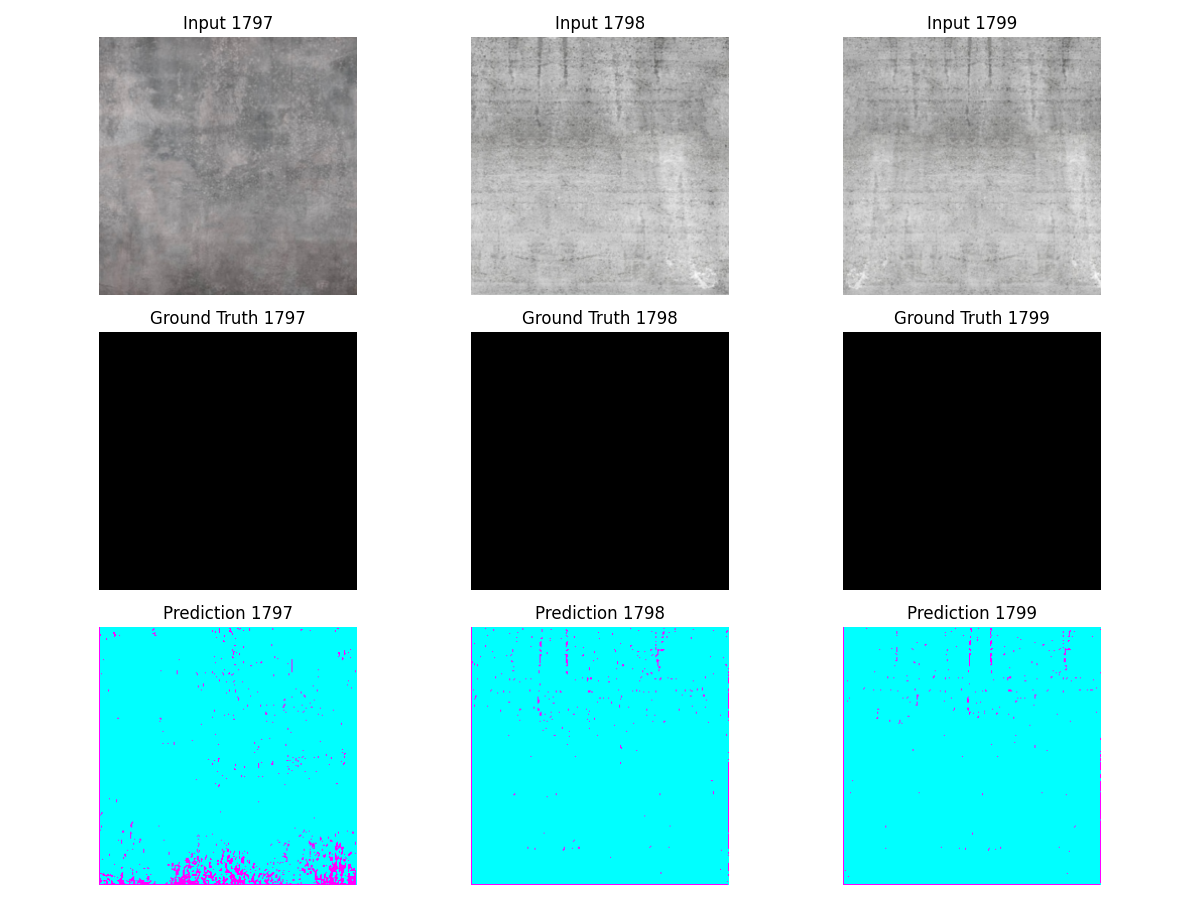 Input 1797
Input 1798
Input 1799
Ground Truth 1797
Ground Truth 1798
Ground Truth 1799
Prediction 1797
Prediction 1798
Prediction 1799